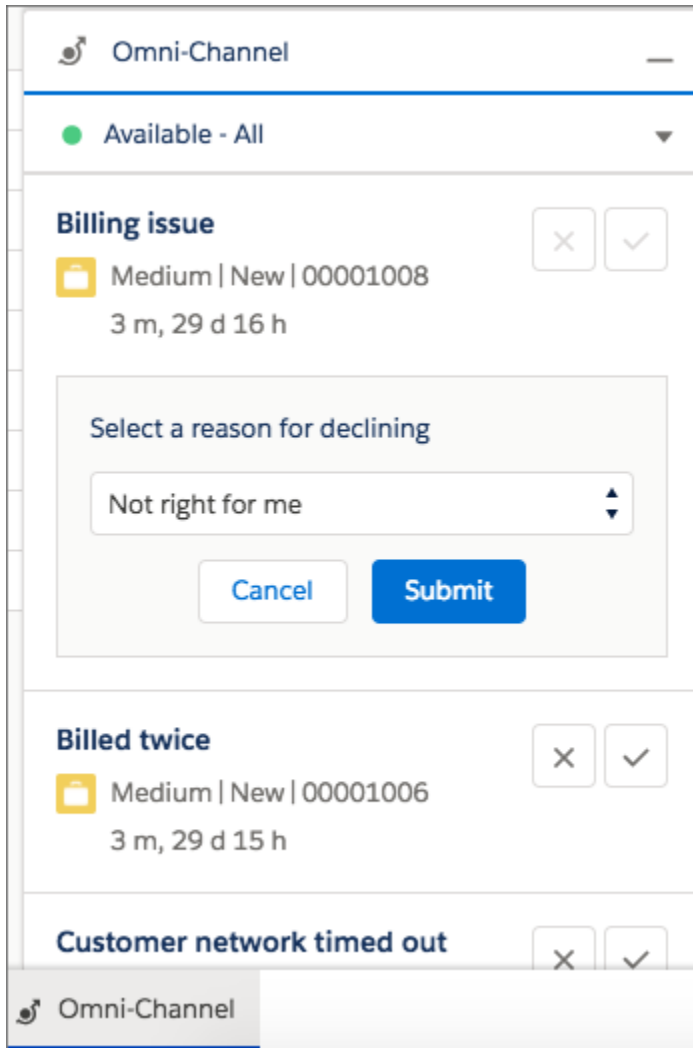 Omni-Channel
Available - All
Billing issue
Medium | New | 00001008
3 m, 29 d 16 h
Select a reason for declining
Not right for me
Cancel Submit
Billed twice
Medium | New | 00001006
3 m, 29 d 15 h
Customer network timed out
Omni-Channel